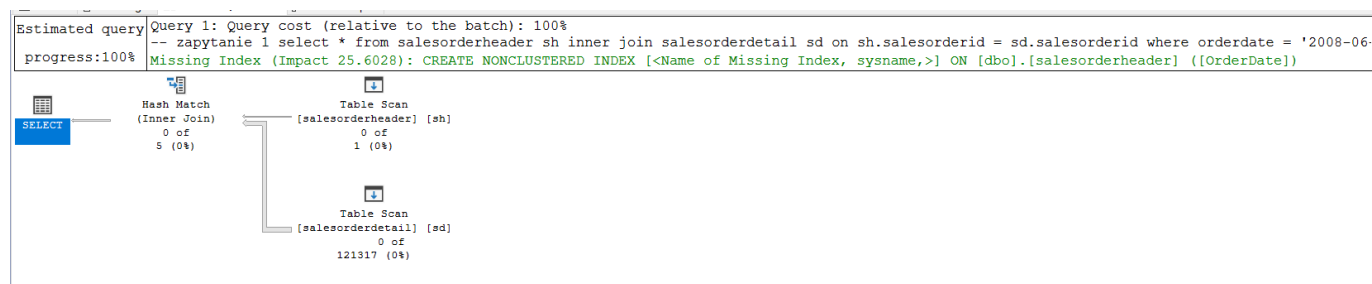 Estimated query
progress:100%
Query 1: Query cost (relative to the batch): 100%
-- zapytanie 1 select * from salesorderheader sh inner join salesorderdetail sd on sh.salesorderid = sd.salesorderid where orderdate = '2008-06-
Missing Index (Impact 25.6028): CREATE NONCLUSTERED INDEX [<Name of Missing Index, sysname,>] ON [dbo].[salesorderheader] ([OrderDate])
SELECT
Hash Match
(Inner Join)
0 of
5 (0%)
Table Scan
[salesorderheader] [sh]
0 of
1 (0%)
Table Scan
[salesorderdetail] [sd]
0 of
121317 (0%)